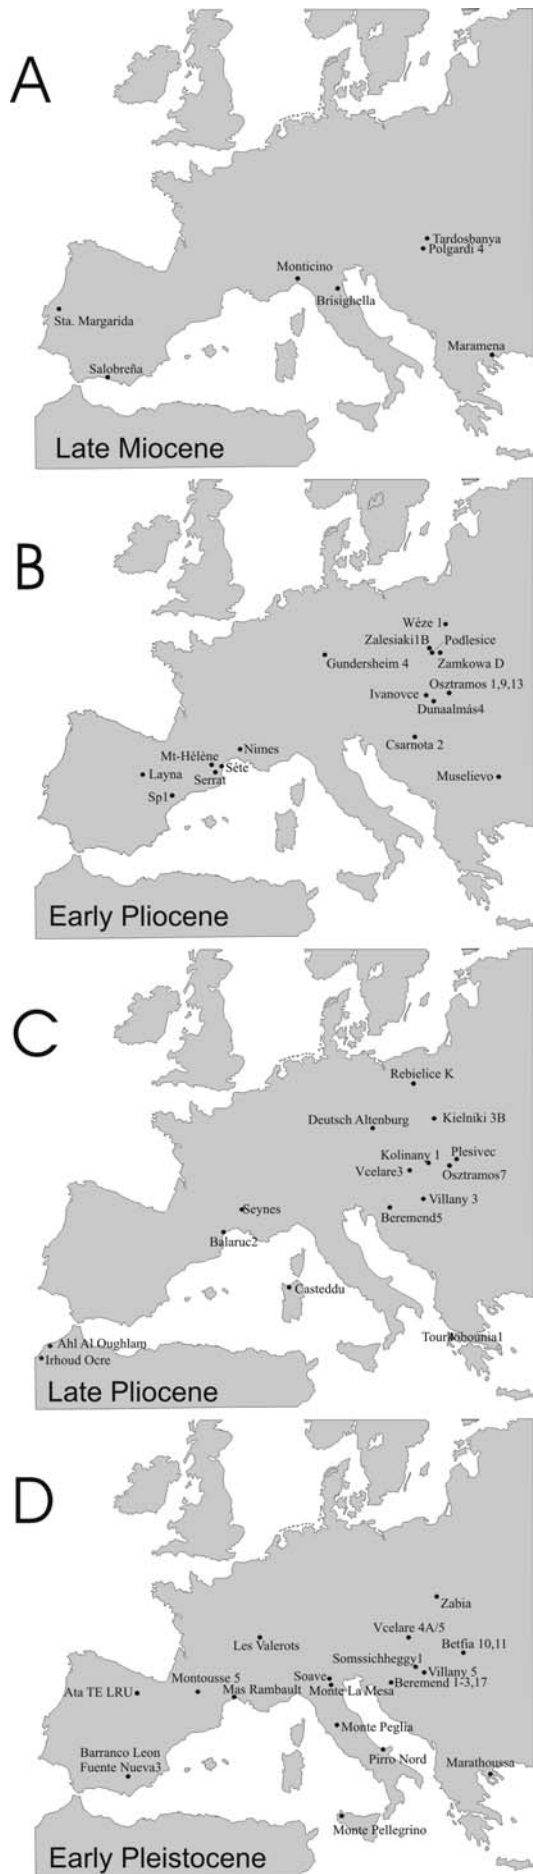 A
Tardosbanya
Polgardi 4
Monticino
Brisighella
Sta. Margarida
Maramena
Salobreña
Late Miocene
B
Wéze 1
Zalesiaki1B Podlesice
Gundersheim 4 Zamkowa D
Osztramos 1,9,13
Ivanovce
Dunaalmás4
Csarnota 2
Nimes
Mt-Hélène
Sète
Layna
Serrat
Muselievo
Sp1
Early Pliocene
C
Rebielice K
Kielniki 3B
Deutsch Altenburg
Kolinany 1 Plesivec
Vcelare3 Osztramos7
Villany 3
Seynes
Beremend5
Balaruc2
Casteddu
Tourkobounia1
Ahl Al Oughlam
Irhoud Ocre
Late Pliocene
D
Zabia
Vcelare 4A/5
Les Valerots
Betfia 10,11
Somssichheggy1
Montousse 5 Soave Villany 5
Ata TE LRU Mas Rambault Monte La Mesa Beremend 1-3,17
Monte Peglia
Barranco Leon
Pirro Nord
Fuente Nueva3
Marathoussa
Monte Pellegrino
Early Pleistocene